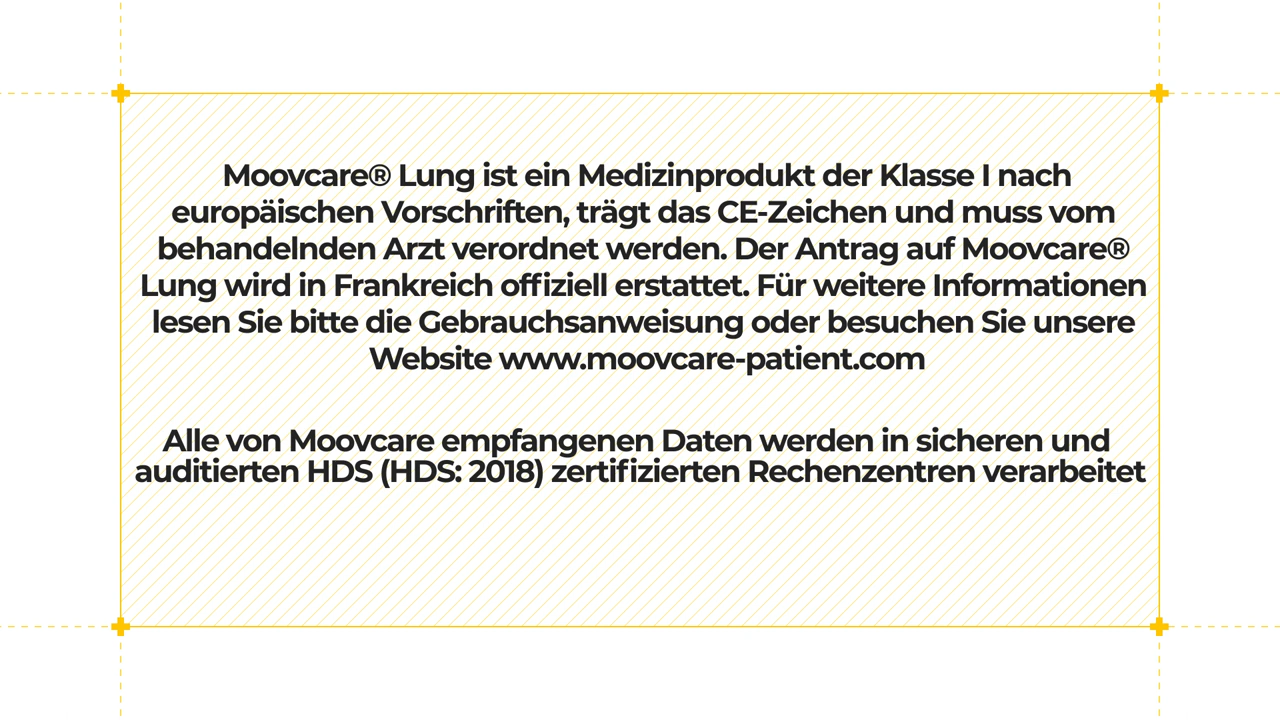 Moovcare® Lung ist ein Medizinprodukt der Klasse I nach
europäischen Vorschriften, trägt das CE-Zeichen und muss vom
behandelnden Arzt verordnet werden. Der Antrag auf Moovcare®
Lung wird in Frankreich offiziell erstattet. Für weitere Informationen
lesen Sie bitte die Gebrauchsanweisung oder besuchen Sie unsere
Website www.moovcare-patient.com
Alle von Moovcare empfangenen Daten werden in sicheren und
auditierten HDS (HDS: 2018) zertifizierten Rechenzentren verarbeitet